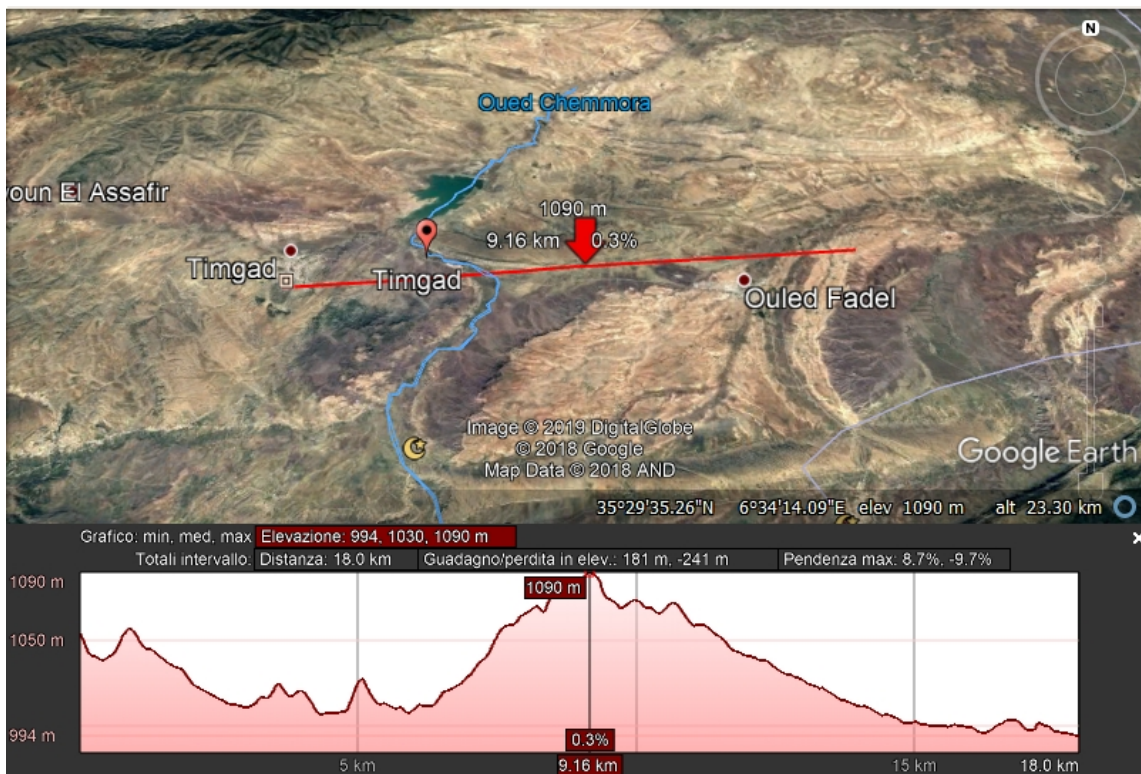 N
Oued Chemmora
youn El Assafir
1090 m
9.16 km 0.3%
Timgad
Timgad
Ouled Fadel
Image © 2019 DigitalGlobe
© 2018 Google
Map Data © 2018 AND
Google Earth
35°29'35.26"N 6°34'14.09"E elev 1090 m alt 23.30 km
Grafico: min, med, max Elevazione: 994, 1030, 1090 m
Totali intervallo: Distanza: 18.0 km Guadagno/perdita in elev.: 181 m, -241 m Pendenza max: 8.7%, -9.7%
1090 m
1090 m
1050 m
994 m
0.3%
5 km 9.16 km 15 km 18.0 km